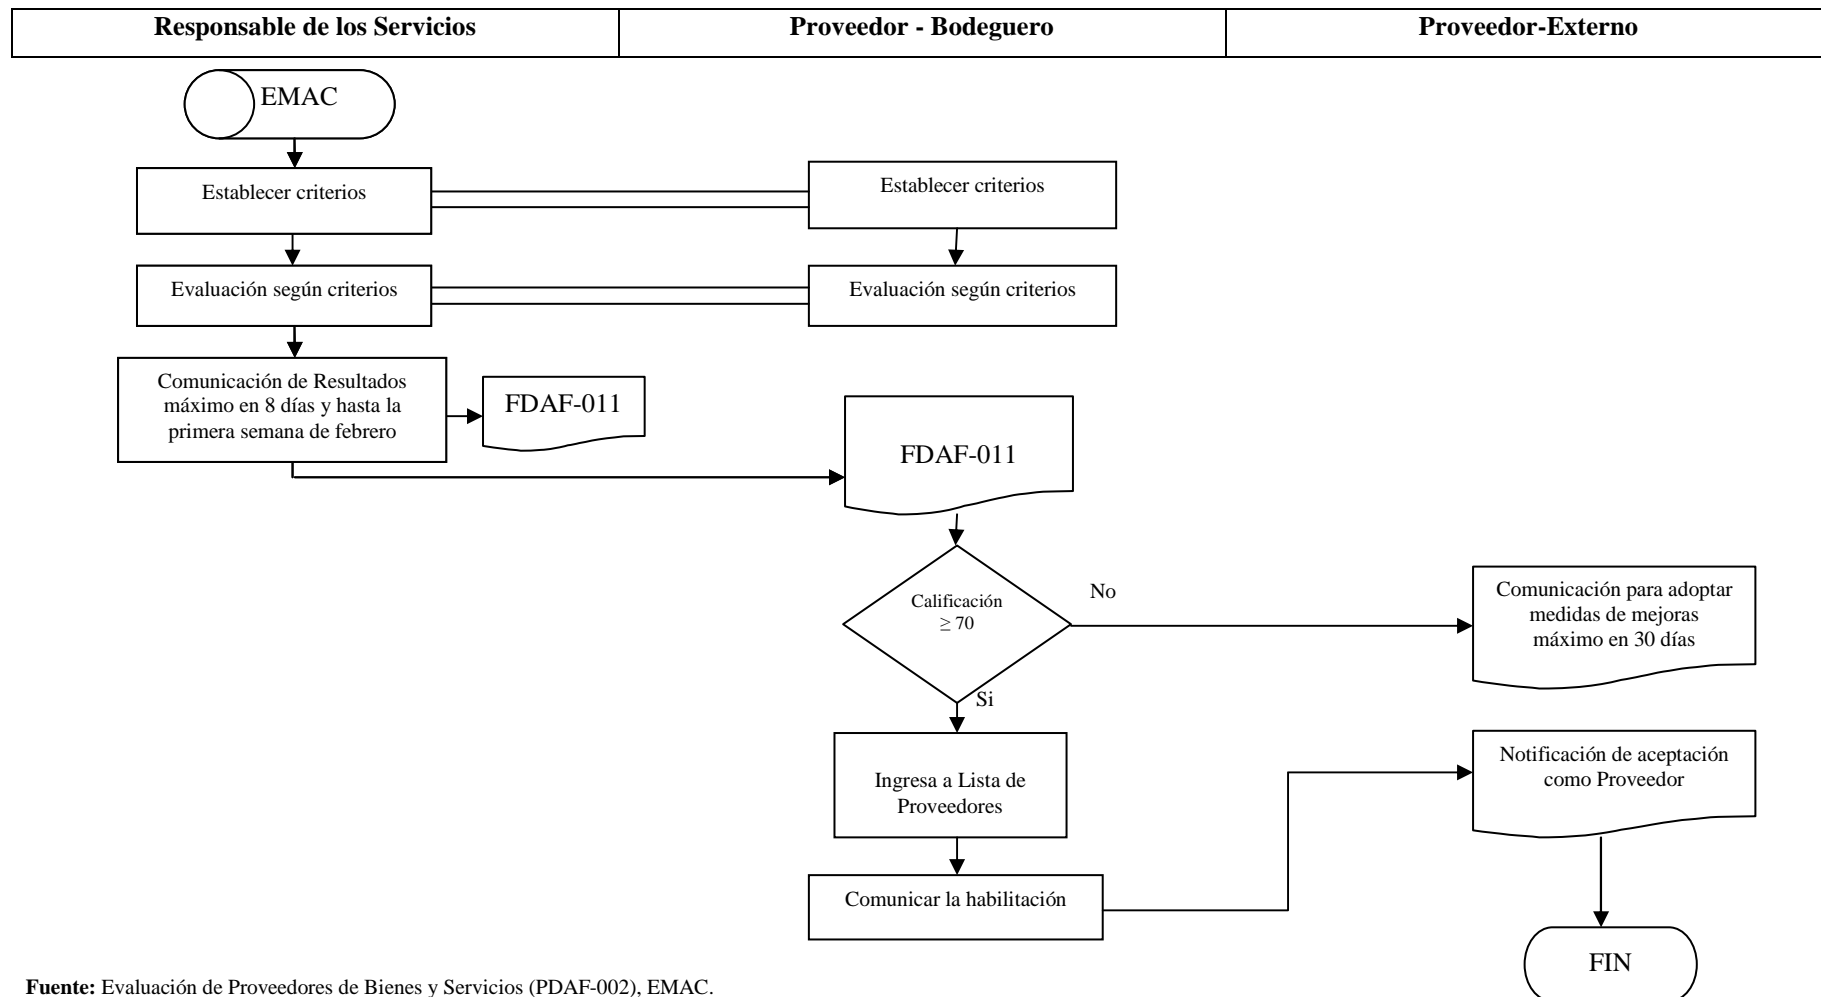 Responsable de los Servicios
Proveedor - Bodeguero
Proveedor-Externo
EMAC
Establecer criterios
Establecer criterios
Evaluación según criterios
Evaluación según criterios
Comunicación de Resultados
máximo en 8 días y hasta la
primera semana de febrero
FDAF-011
FDAF-011
Calificación
≥ 70
No
Comunicación para adoptar
medidas de mejoras
máximo en 30 días
Si
Ingresa a Lista de
Proveedores
Notificación de aceptación
como Proveedor
Comunicar la habilitación
FIN
Fuente: Evaluación de Proveedores de Bienes y Servicios (PDAF-002), EMAC.